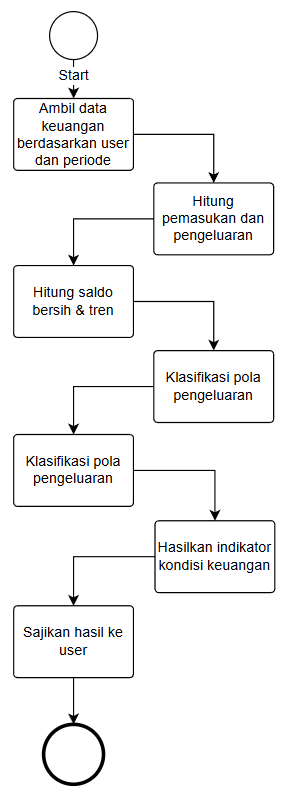 Start
Ambil data
keuangan
berdasarkan user
dan periode
Hitung
pemasukan dan
pengeluaran
Hitung saldo
bersih & tren
Klasifikasi pola
pengeluaran
Klasifikasi pola
pengeluaran
Hasilkan indikator
kondisi keuangan
Sajikan hasil ke
user